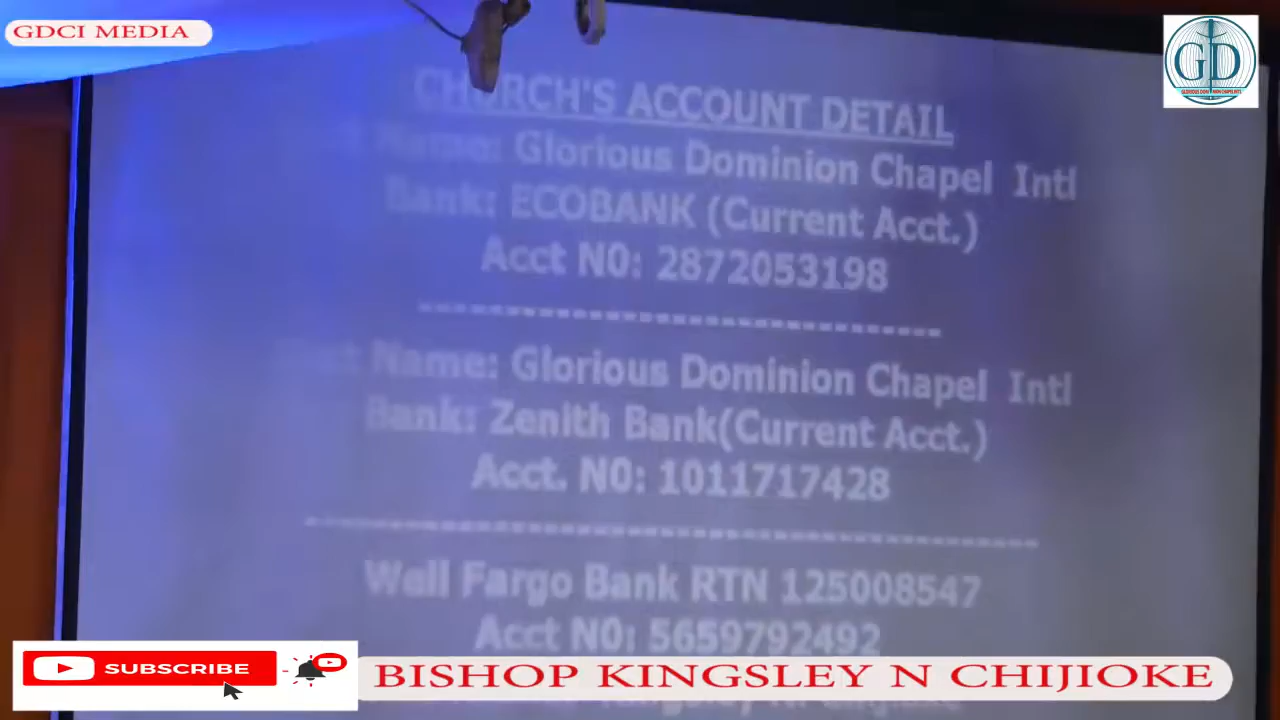 GDCI MEDIA
GD
CHURCH'S ACCOUNT DETAIL
Name: Glorious Dominion Chapel Intl
Bank: ECOBANK (Current Acct.)
Acct N0: 2872053198
--------------------------------
Name: Glorious Dominion Chapel Intl
Bank: Zenith Bank(Current Acct.)
Acct. N0: 1011717428
---------------------------------------------
Well Fargo Bank RTN 125008547
Acct N0: 5659792492
SUBSCRIBE
BISHOP KINGSLEY N CHIJIOKE